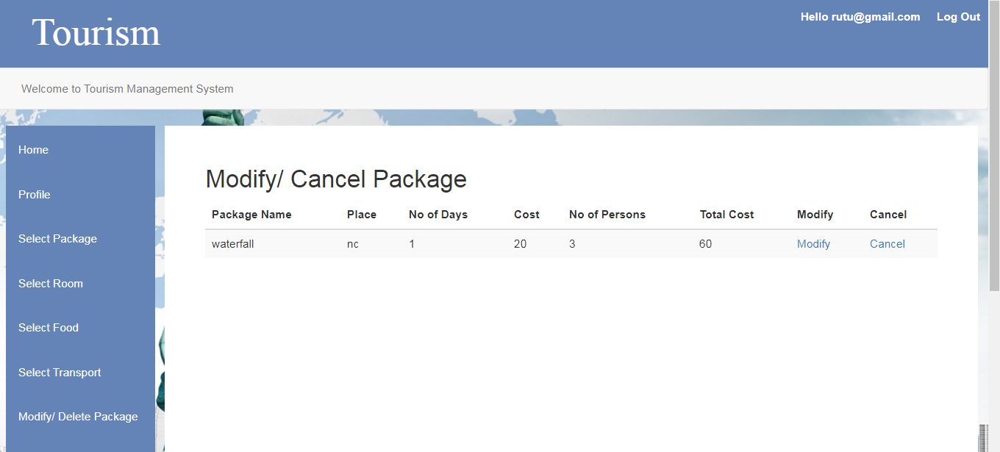 Tourism
Hello rutu@gmail.com Log Out
Welcome to Tourism Management System
Home
Profile
Select Package
Select Room
Select Food
Select Transport
Modify/ Delete Package
Modify/ Cancel Package
Package Name Place No of Days Cost No of Persons Total Cost Modify Cancel
waterfall nc 1 20 3 60 Modify Cancel